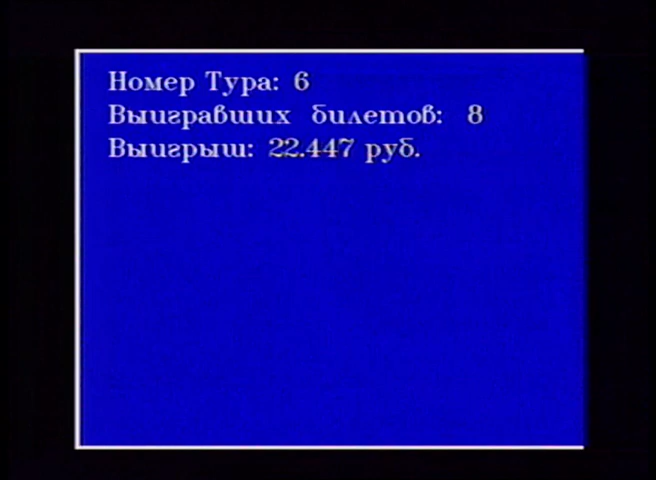 Номер Тура: 6
Выигравших билетов: 8
Выигрыш: 22.447 руб.